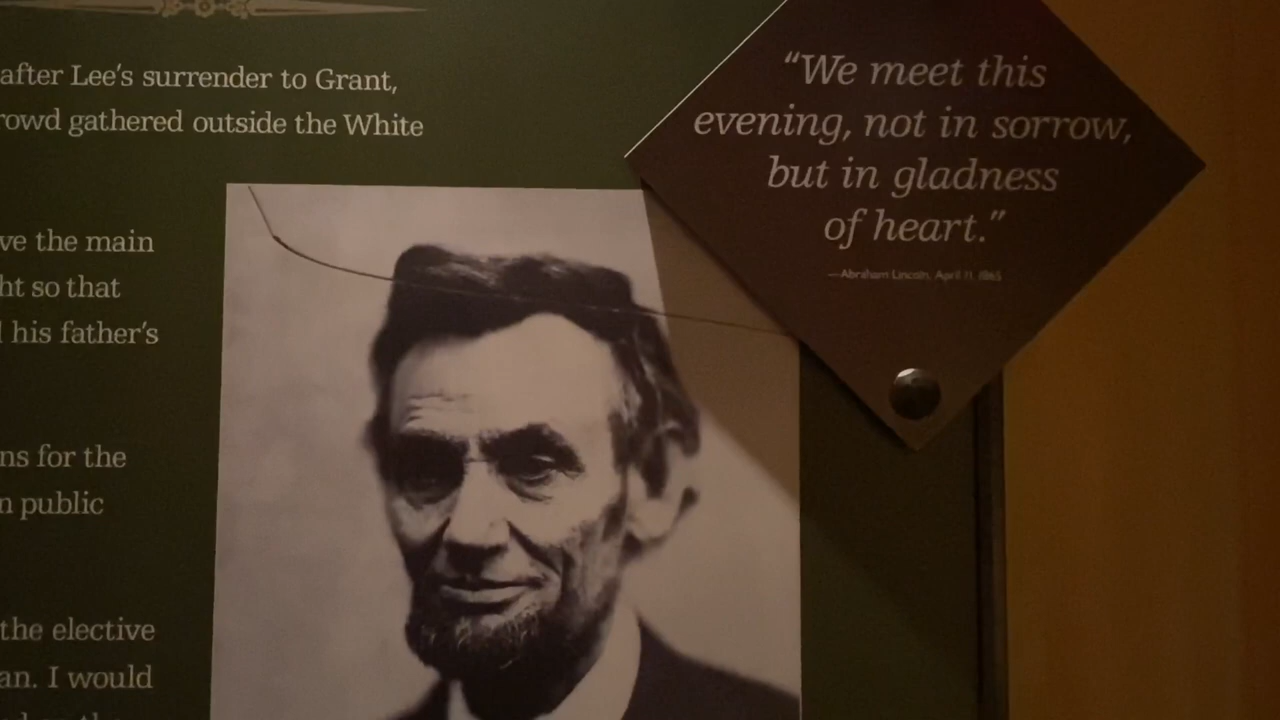 after Lee's surrender to Grant,
rowd gathered outside the White
ve the main
ht so that
his father's
ns for the
n public
the elective
an. I would
"We meet this
evening, not in sorrow,
but in gladness
of heart."
—Abraham Lincoln, April 11, 1865